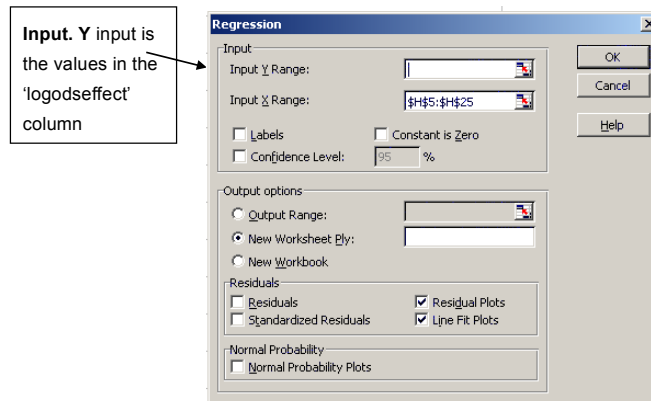 Input. Y input is
the values in the
'logodseffect'
column
Regression
Input
Input Y Range:
Input X Range:
$H$5:$H$25
Labels
Constant is Zero
Confidence Level:
95
%
OK
Cancel
Help
Output options
Output Range:
New Worksheet Ply:
New Workbook
Residuals
Residuals
Residual Plots
Standardized Residuals
Line Fit Plots
Normal Probability
Normal Probability Plots